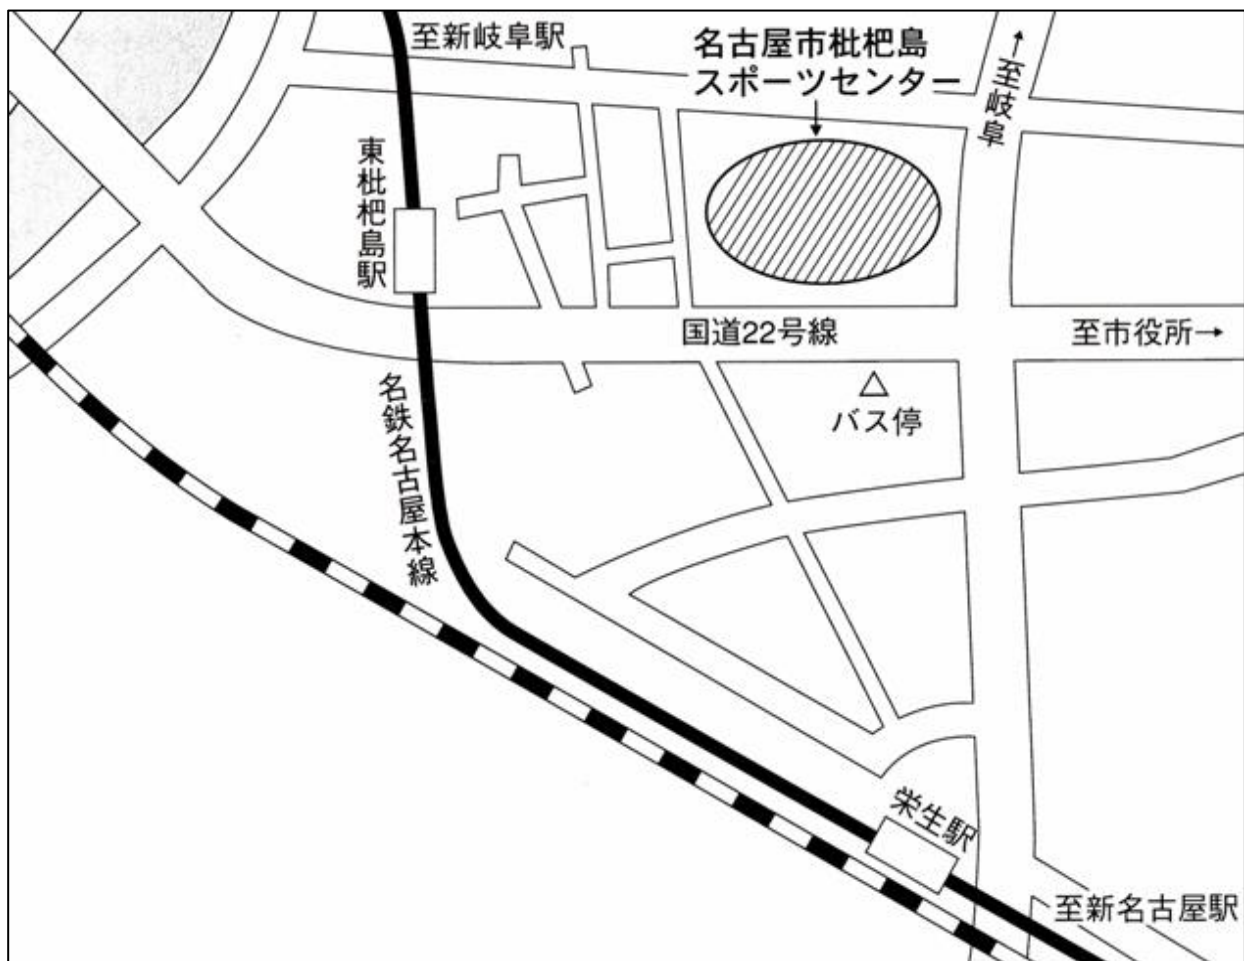 至新岐阜駅
名古屋市枇杷島
スポーツセンター
↑至岐阜
東枇杷島駅
国道22号線
至市役所→
バス停
名鉄名古屋本線
栄生駅
至新名古屋駅